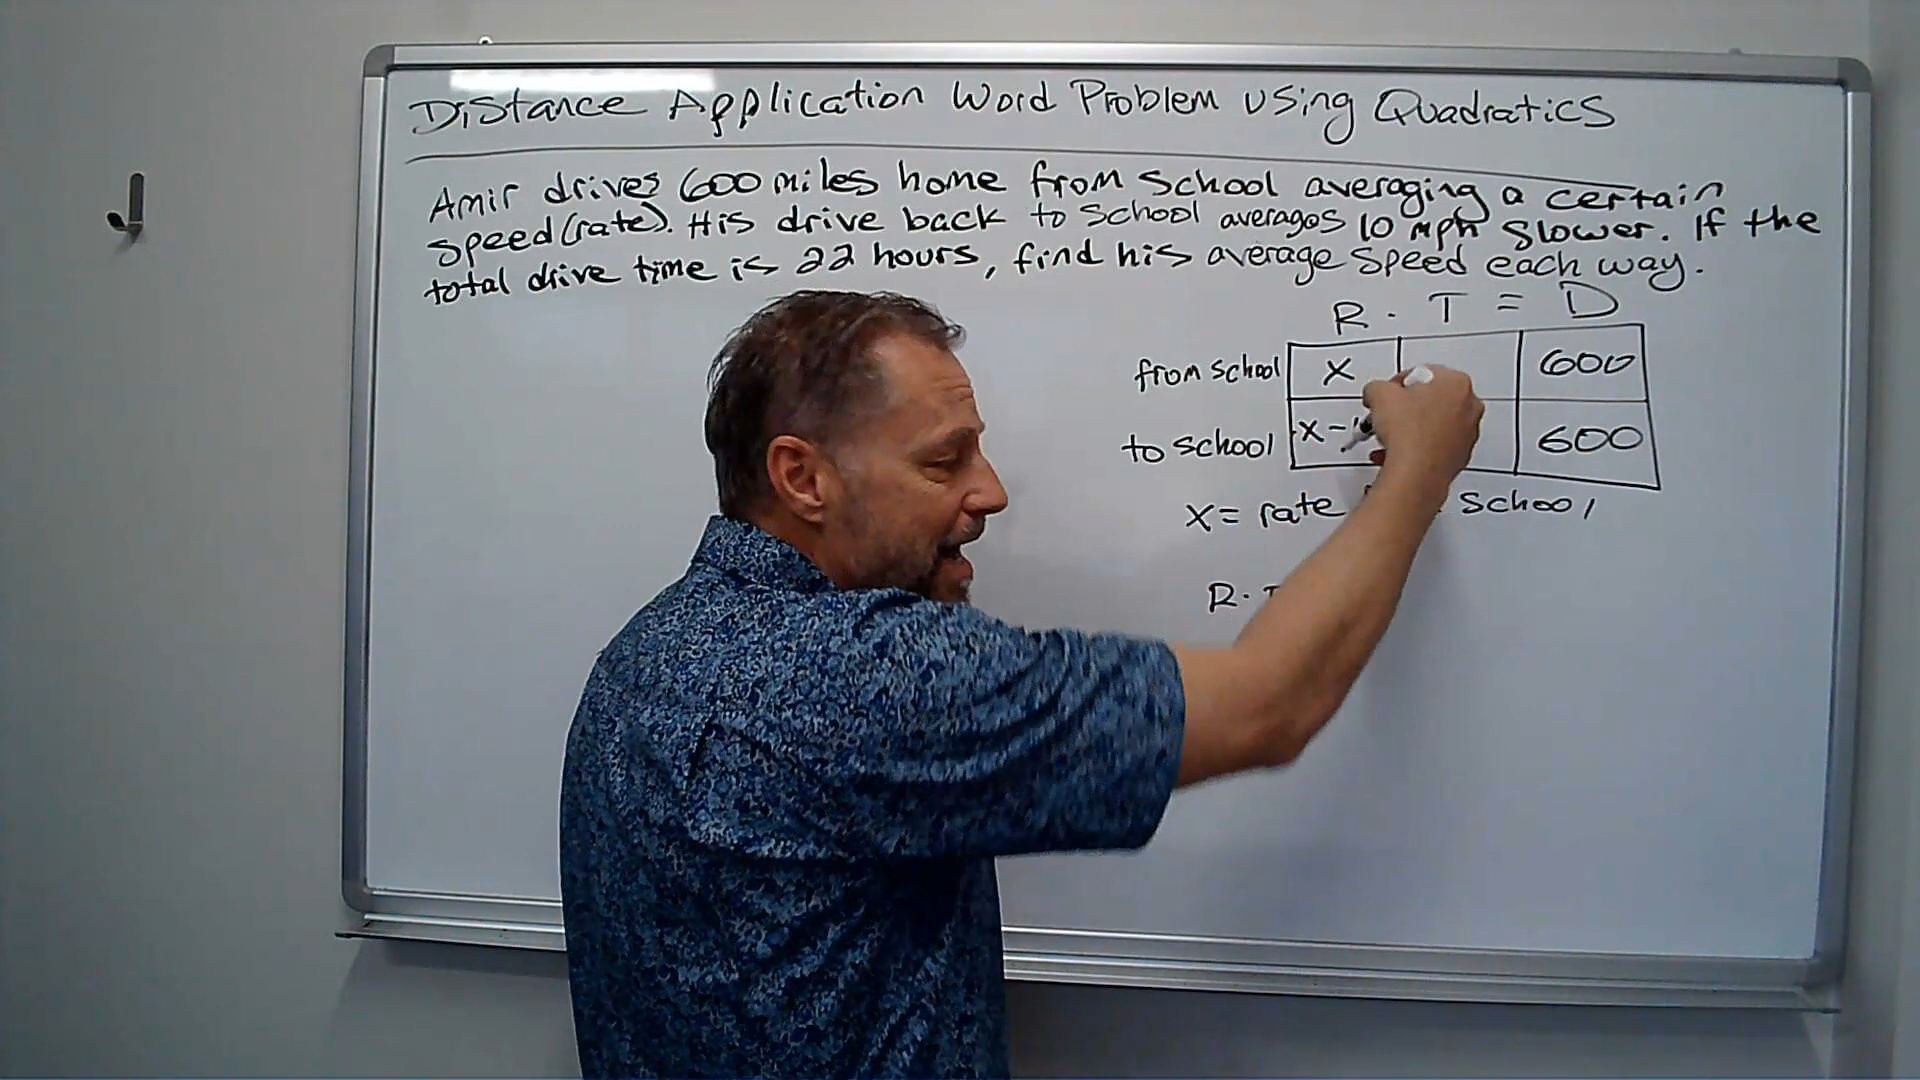 Distance Application Word Problem using Quadratics
Amir drives 600 miles home from school averaging a certain
speed (rate). His drive back to school averages 10 mph slower. If the
total drive time is 22 hours, find his average speed each way.
R · T = D
from school x 600
to school x - 600
x = rate school
R ·